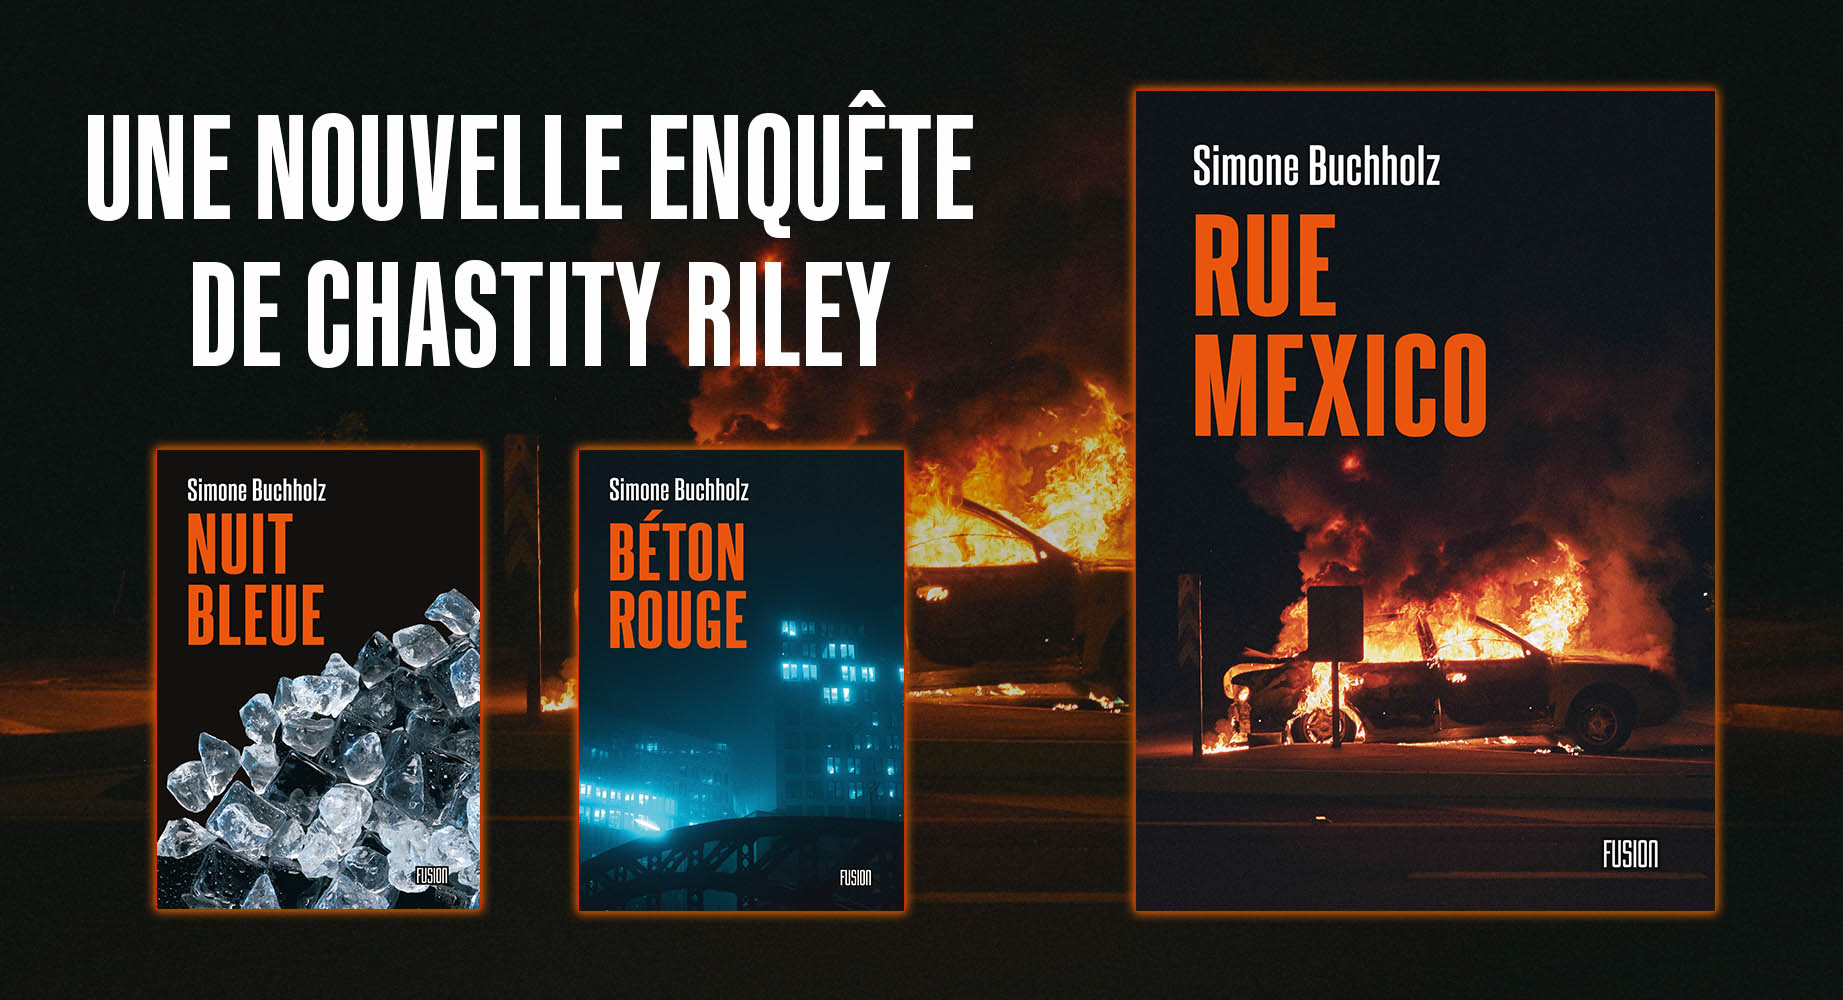 UNE NOUVELLE ENQUÊTE
DE CHASTITY RILEY
Simone Buchholz
NUIT
BLEUE
FUSION
Simone Buchholz
BÉTON
ROUGE
FUSION
Simone Buchholz
RUE
MEXICO
FUSION